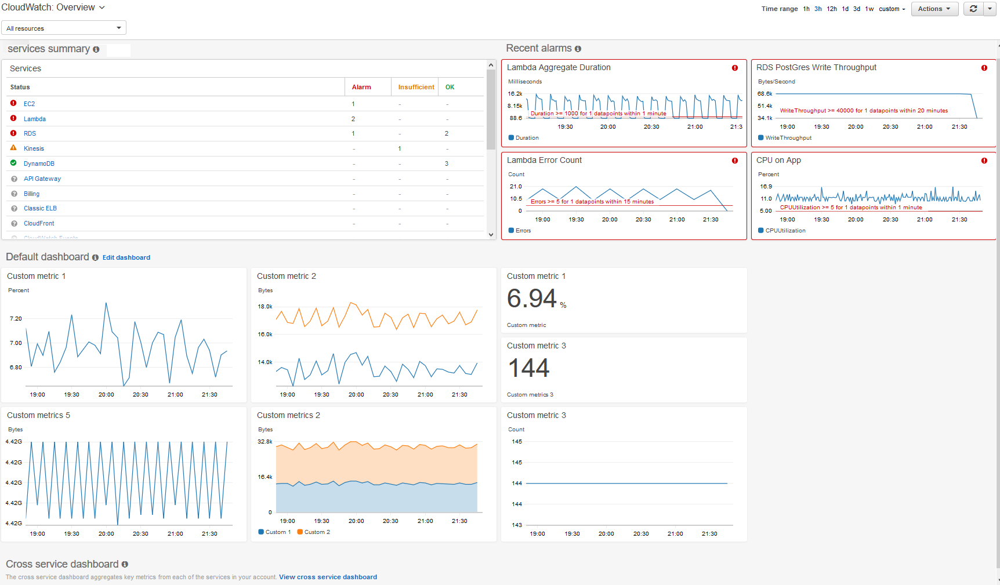 CloudWatch: Overview
Time range 1h 3h 12h 1d 3d 1w custom Actions
All resources
services summary
Services
Status Alarm Insufficient OK
EC2 1 - -
Lambda 2 - -
RDS 1 - 2
Kinesis - 1 -
DynamoDB - - 3
API Gateway - - -
Billing - - -
Classic ELB - - -
CloudFront - - -
CloudWatch Events
Recent alarms
Lambda Aggregate Duration
Milliseconds
16.2k
8.15k
88.6
Duration >= 1000 for 1 datapoints within 1 minute
19:30 20:00 20:30 21:00 21:3
Duration
RDS PostGres Write Throughput
Bytes/Second
68.6k
51.4k
34.1k
WriteThroughput >= 40000 for 1 datapoints within 20 minutes
19:00 19:30 20:00 20:30 21:00 21:30
WriteThroughput
Lambda Error Count
Count
21.0
10.5
0
Errors >= 5 for 1 datapoints within 15 minutes
19:00 19:30 20:00 20:30 21:00 21:30
Errors
CPU on App
Percent
16.9
11.0
5.00
CPUUtilization >= 5 for 1 datapoints within 1 minute
19:00 19:30 20:00 20:30 21:00 21:30
CPUUtilization
Default dashboard Edit dashboard
Custom metric 1
Percent
7.20
7.00
6.80
19:00 19:30 20:00 20:30 21:00 21:30
Custom metric 2
Bytes
18.0k
16.0k
14.0k
19:00 19:30 20:00 20:30 21:00 21:30
Custom metric 1
6.94 %
Custom metric
Custom metric 3
144
Custom metrics 3
Custom metrics 5
Bytes
4.42G
4.42G
4.42G
4.42G
4.42G
19:00 19:30 20:00 20:30 21:00 21:30
Custom metrics 2
Bytes
32.8k
16.4k
0
19:00 19:30 20:00 20:30 21:00 21:30
Custom 1 Custom 2
Custom metric 3
Count
145
145
144
144
143
19:00 19:30 20:00 20:30 21:00 21:30
Cross service dashboard
The cross service dashboard aggregates key metrics from each of the services in your account. View cross service dashboard